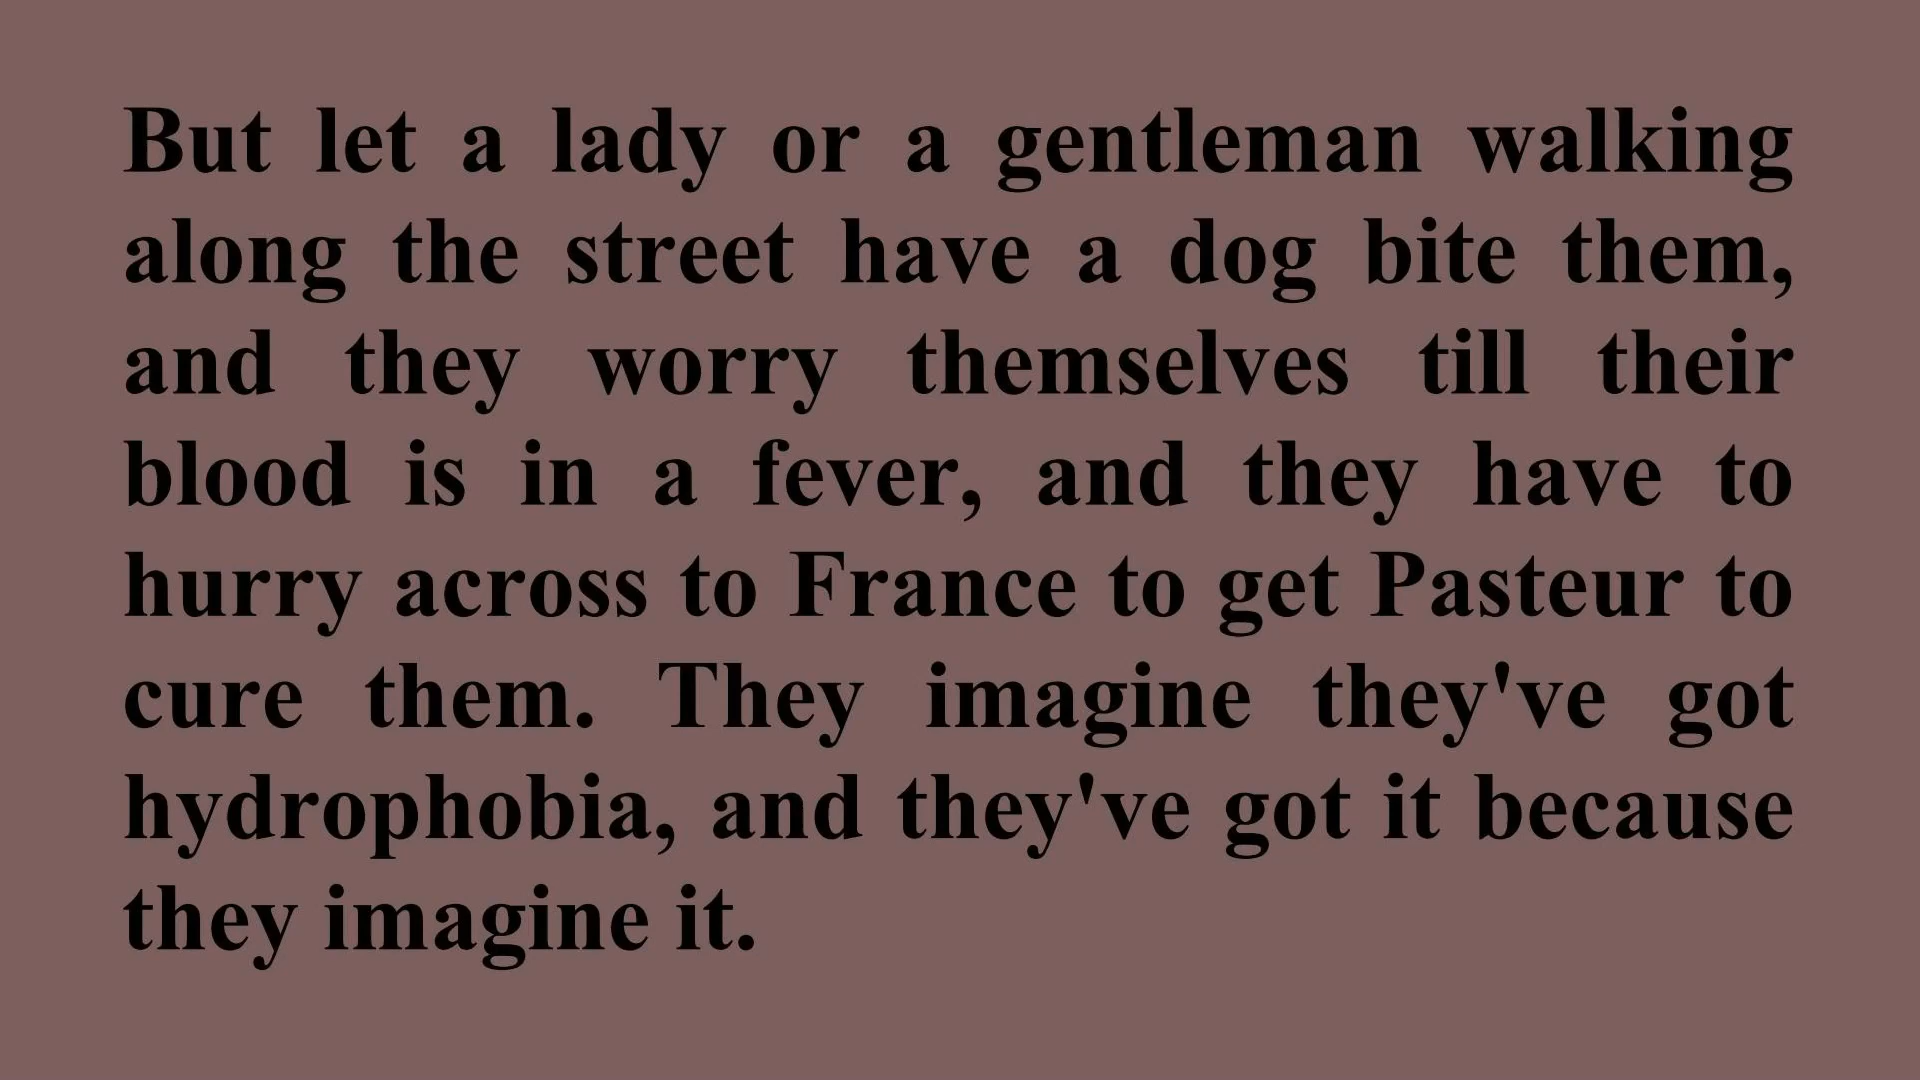 But let a lady or a gentleman walking
along the street have a dog bite them,
and they worry themselves till their
blood is in a fever, and they have to
hurry across to France to get Pasteur to
cure them. They imagine they've got
hydrophobia, and they've got it because
they imagine it.